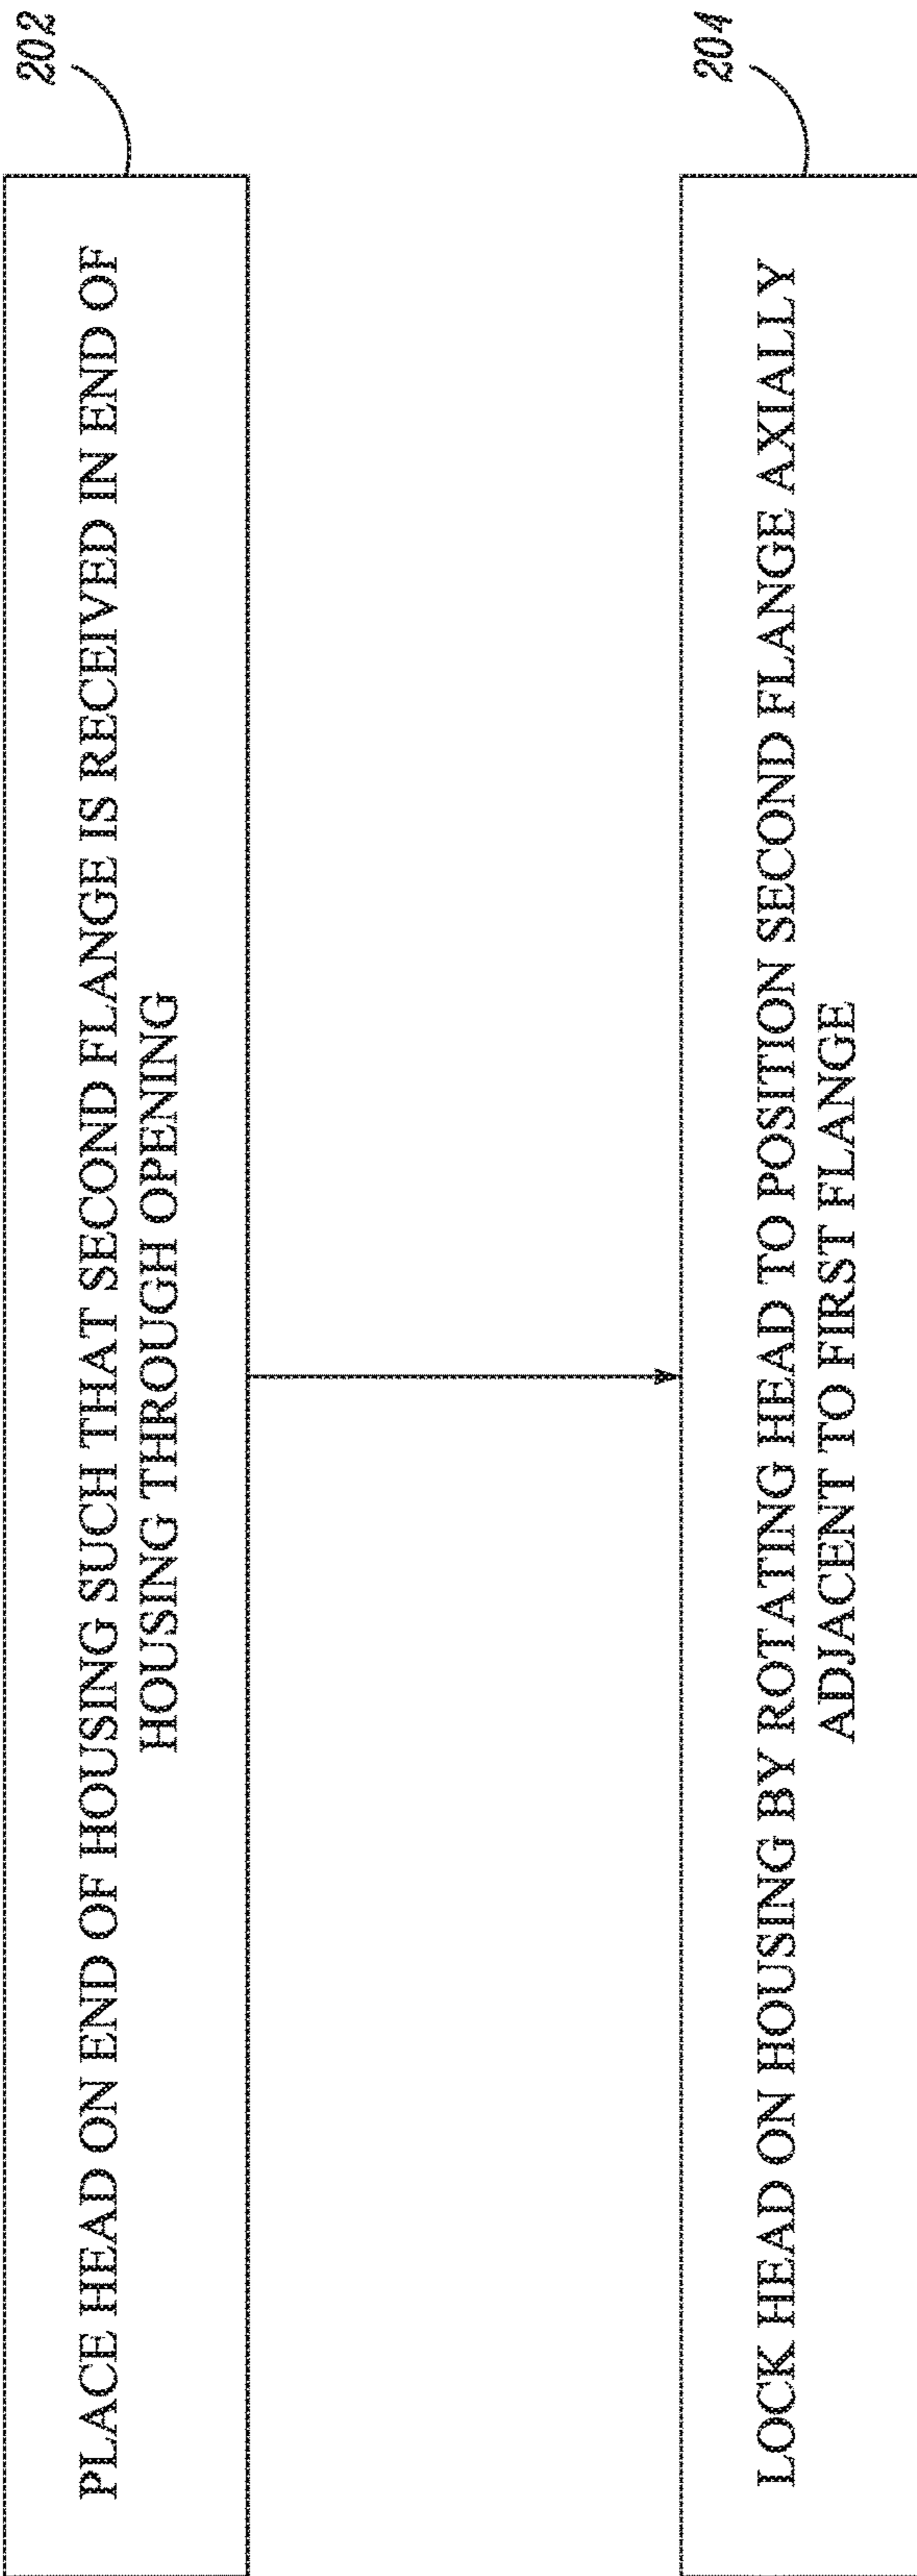 202
PLACE HEAD ON END OF HOUSING SUCH THAT SECOND FLANGE IS RECEIVED IN END OF
HOUSING THROUGH OPENING
204
LOCK HEAD ON HOUSING BY ROTATING HEAD TO POSITION SECOND FLANGE AXIALLY
ADJACENT TO FIRST FLANGE